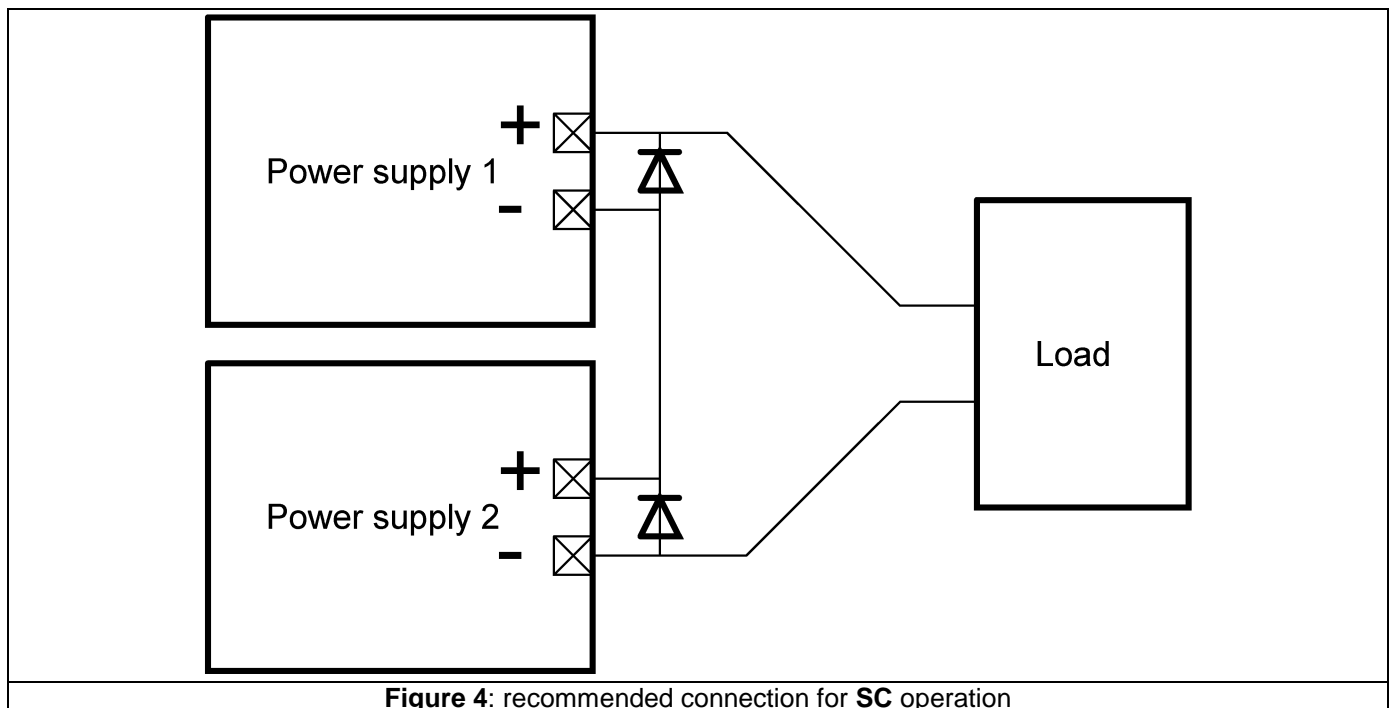 +
Power supply 1
-
Load
+
Power supply 2
-
Figure 4: recommended connection for SC operation